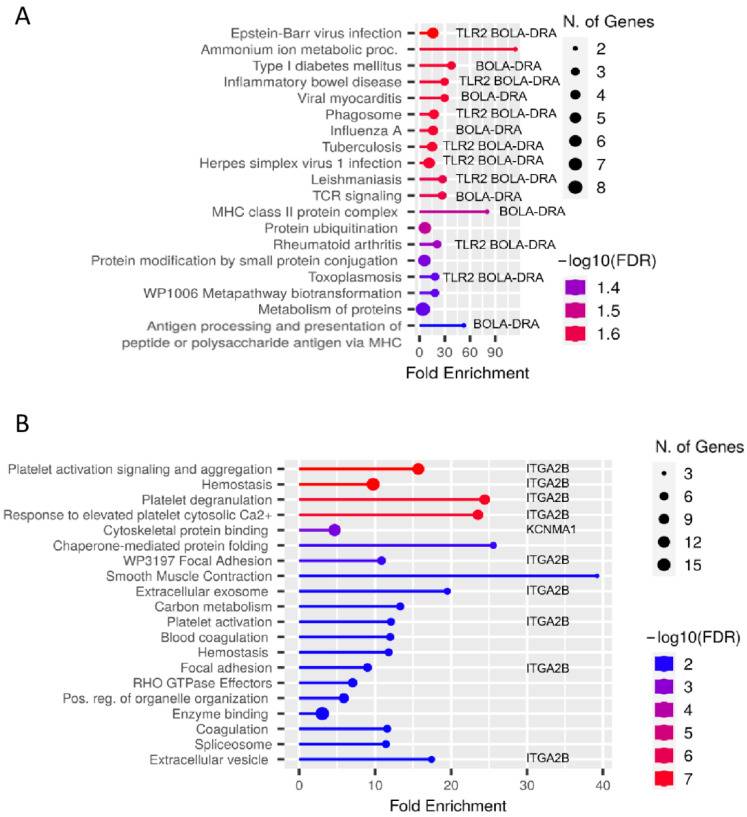 A
Epstein-Barr virus infection TLR2 BOLA-DRA
Ammonium ion metabolic proc.
Type I diabetes mellitus BOLA-DRA
Inflammatory bowel disease TLR2 BOLA-DRA
Viral myocarditis BOLA-DRA
Phagosome TLR2 BOLA-DRA
Influenza A BOLA-DRA
Tuberculosis TLR2 BOLA-DRA
Herpes simplex virus 1 infection TLR2 BOLA-DRA
Leishmaniasis TLR2 BOLA-DRA
TCR signaling BOLA-DRA
MHC class II protein complex BOLA-DRA
Protein ubiquitination
Rheumatoid arthritis TLR2 BOLA-DRA
Protein modification by small protein conjugation
Toxoplasmosis TLR2 BOLA-DRA
WP1006 Metapathway biotransformation
Metabolism of proteins
Antigen processing and presentation of BOLA-DRA
peptide or polysaccharide antigen via MHC
0 30 60 90
Fold Enrichment
N. of Genes
2
3
4
5
6
7
8
−log10(FDR)
1.4
1.5
1.6
B
Platelet activation signaling and aggregation ITGA2B
Hemostasis ITGA2B
Platelet degranulation ITGA2B
Response to elevated platelet cytosolic Ca2+ ITGA2B
Cytoskeletal protein binding KCNMA1
Chaperone-mediated protein folding
WP3197 Focal Adhesion ITGA2B
Smooth Muscle Contraction
Extracellular exosome ITGA2B
Carbon metabolism
Platelet activation ITGA2B
Blood coagulation
Hemostasis
Focal adhesion ITGA2B
RHO GTPase Effectors
Pos. reg. of organelle organization
Enzyme binding
Coagulation
Spliceosome
Extracellular vesicle ITGA2B
0 10 20 30 40
Fold Enrichment
N. of Genes
3
6
9
12
15
−log10(FDR)
2
3
4
5
6
7